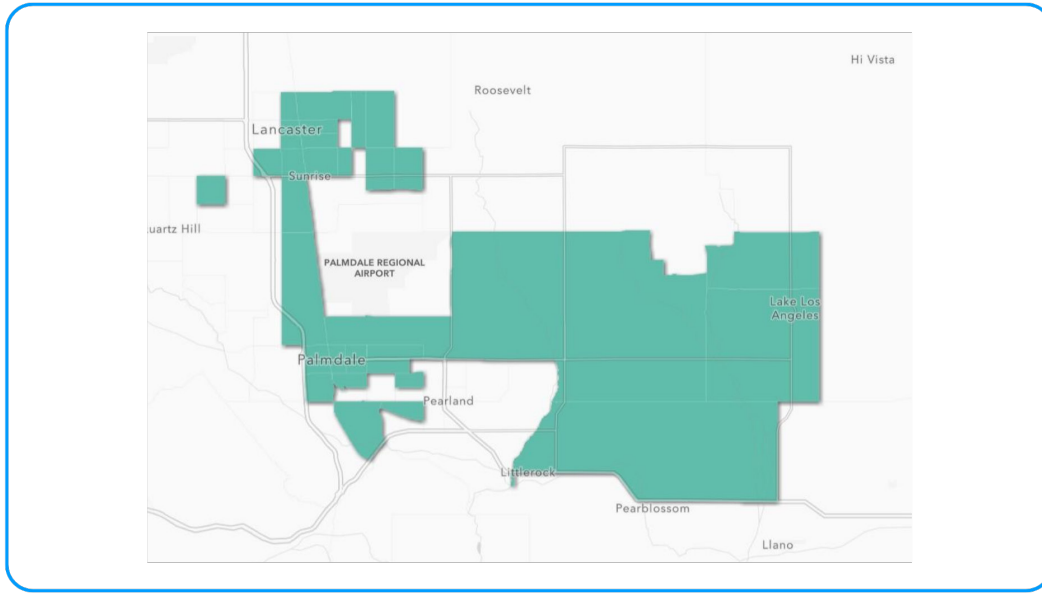 Hi Vista
Roosevelt
Lancaster
Sunrise
uartz Hill
PALMDALE REGIONAL
AIRPORT
Lake Los
Angeles
Palmdale
Pearland
Littlerock
Pearblossom
Llano